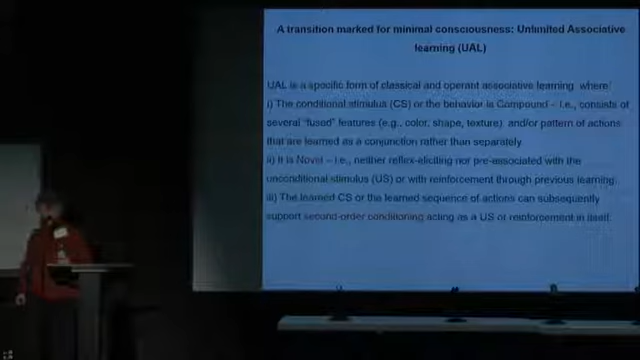 A transition marked for minimal consciousness: Unlimited Associative
learning (UAL)
UAL is a specific form of classical and operant associative learning where:
i) The conditional stimulus (CS) or the behavior is Compound – i.e., consists of
several "fused" features (e.g., color, shape, texture) and/or pattern of actions
that are learned as a conjunction rather than separately.
ii) It is Novel – i.e., neither reflex-eliciting nor pre-associated with the
unconditional stimulus (US) or with reinforcement through previous learning.
iii) The learned CS or the learned sequence of actions can subsequently
support second-order conditioning acting as a US or reinforcement in itself.